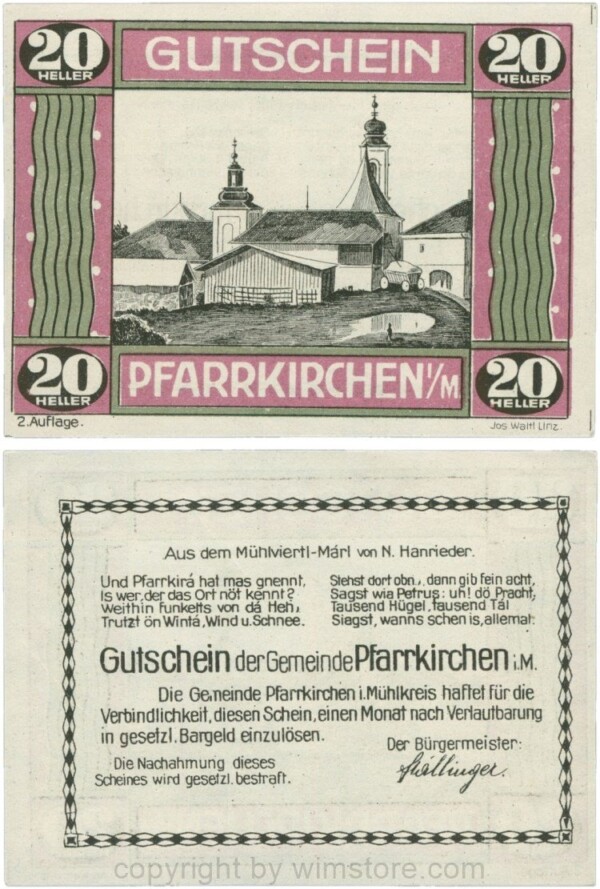 20 HELLER
GUTSCHEIN
20 HELLER
20 HELLER
PFARRKIRCHEN i/M.
20 HELLER
2. Auflage.
Jos Waltl Linz.
Aus dem Mühlviertl-Márl von N. Hanrieder.
Und Pfarrkirá hat mas gnennt,
Is wer, der das Ort nöt kennt?
Weithin funkelts von dá Heh,
Trutzt ön Wintá, Wind u. Schnee.
Stehst dort obn, dann gib fein acht,
Sagst wia Petrus: uh! dö Pracht,
Tausend Hügel, tausend Tál
Siagst, wanns schen is, allemal:
Gutschein der Gemeinde Pfarrkirchen i.M.
Die Gemeinde Pfarrkirchen i. Mühlkreis haftet für die
Verbindlichkeit, diesen Schein, einen Monat nach Verlautbarung
in gesetzl. Bargeld einzulösen.
Der Bürgermeister:
Die Nachahmung dieses
Scheines wird gesetzl. bestraft.
copyright by wimstore.com